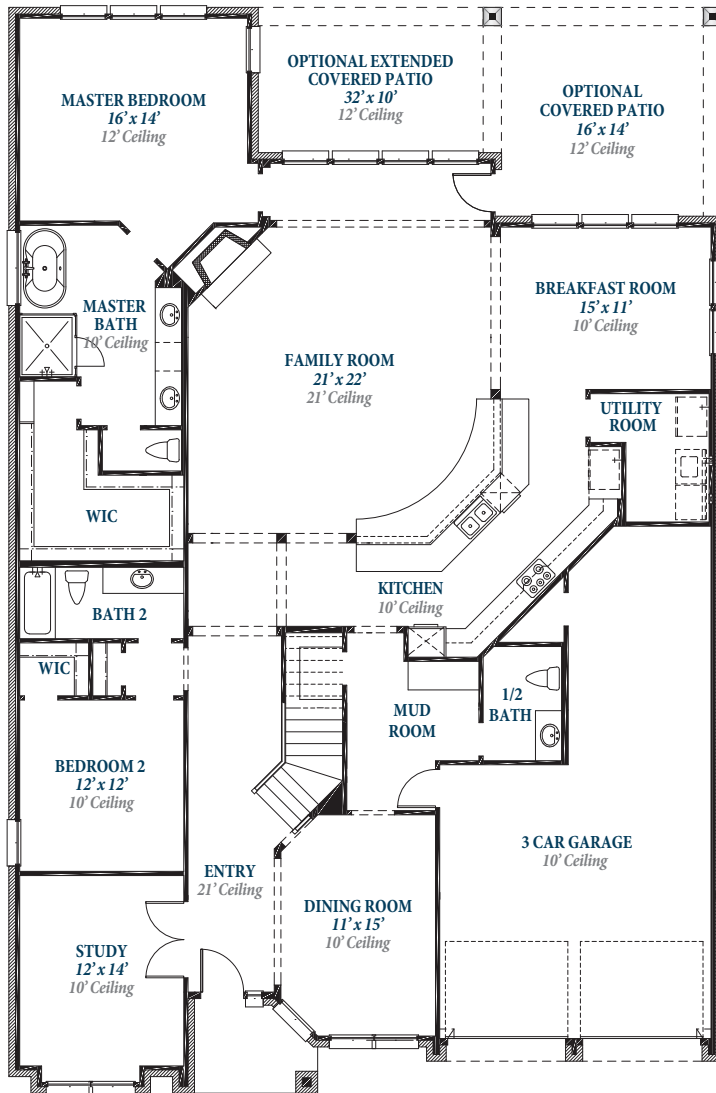 MASTER BEDROOM
16' x 14'
12' Ceiling
OPTIONAL EXTENDED
COVERED PATIO
32' x 10'
12' Ceiling
OPTIONAL
COVERED PATIO
16' x 14'
12' Ceiling
MASTER
BATH
10' Ceiling
FAMILY ROOM
21' x 22'
21' Ceiling
BREAKFAST ROOM
15' x 11'
10' Ceiling
UTILITY
ROOM
WIC
KITCHEN
10' Ceiling
BATH 2
WIC
MUD
ROOM
1/2
BATH
BEDROOM 2
12' x 12'
10' Ceiling
ENTRY
21' Ceiling
3 CAR GARAGE
10' Ceiling
DINING ROOM
11' x 15'
10' Ceiling
STUDY
12' x 14'
10' Ceiling